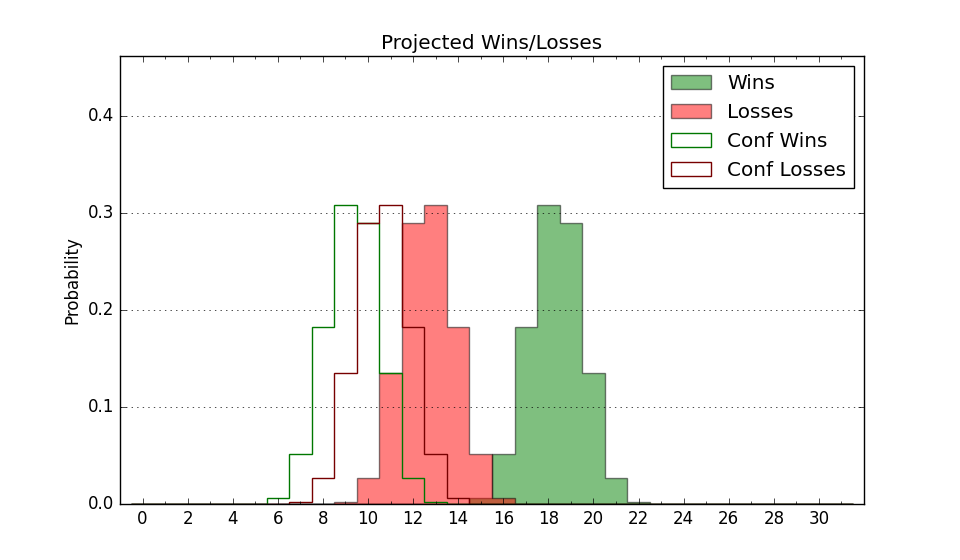 Projected Wins/Losses
Wins
Losses
Conf Wins
Conf Losses
Probability
0.4
0.3
0.2
0.1
0.0
0 2 4 6 8 10 12 14 16 18 20 22 24 26 28 30